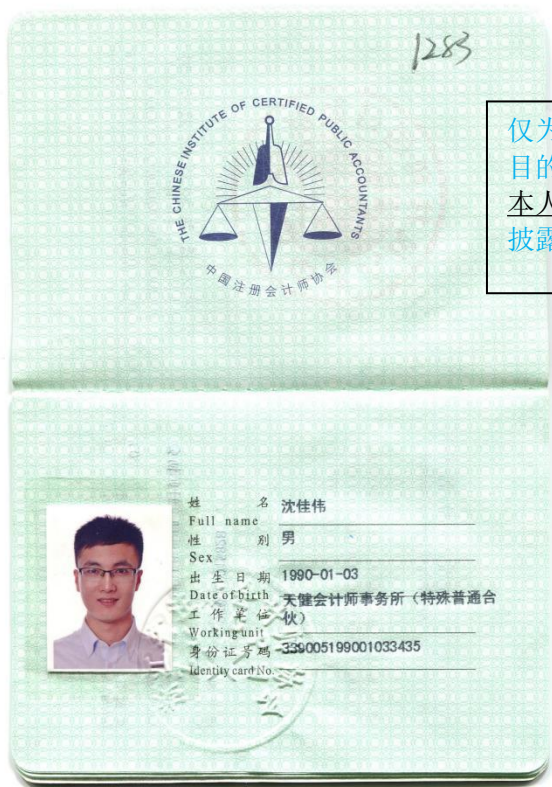 1283
THE CHINESE INSTITUTE OF CERTIFIED PUBLIC ACCOUNTANTS
中国注册会计师协会
仅为
目的
本人
披露
姓 名 沈佳伟
Full name
性 别 男
Sex
出生日期 1990-01-03
Date of birth
工作单位 天健会计师事务所（特殊普通合
Working unit 伙）
身份证号码 339005199001033435
Identity card No.